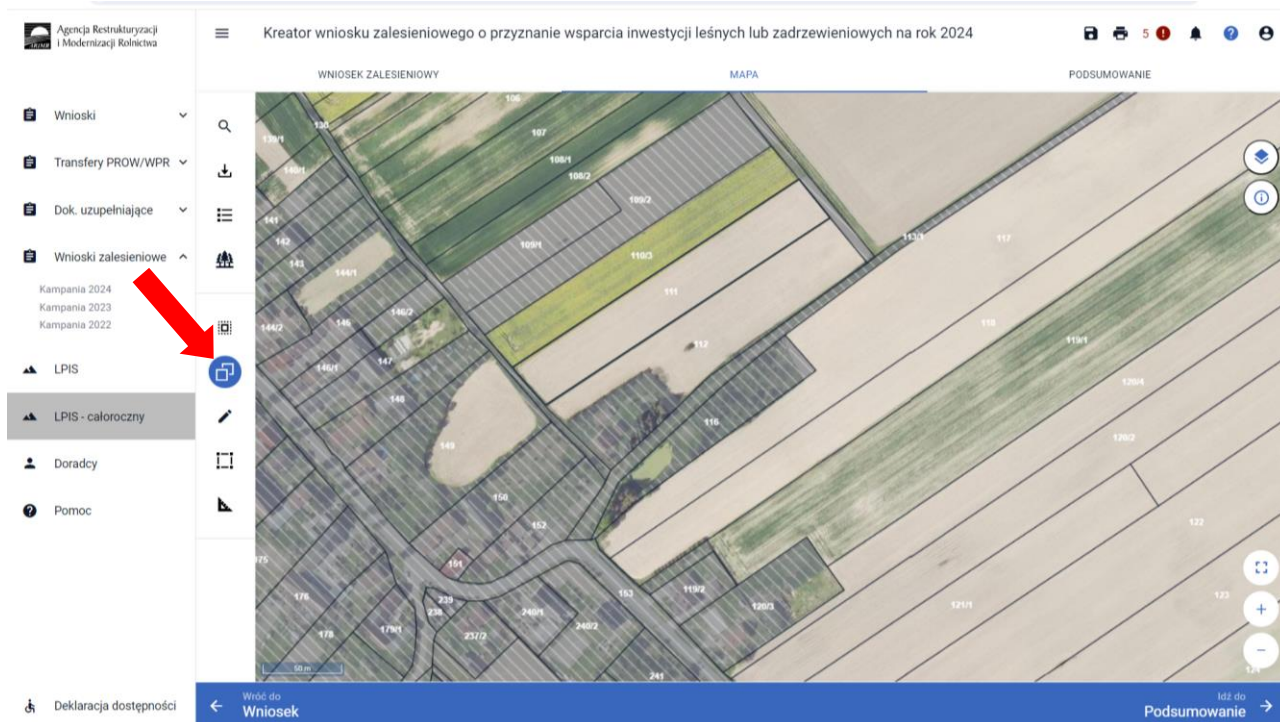 Agencja Restrukturyzacji
i Modernizacji Rolnictwa
ARiMR
Kreator wniosku zalesieniowego o przyznanie wsparcia inwestycji leśnych lub zadrzewieniowych na rok 2024
5
WNIOSEK ZALESIENIOWY
MAPA
PODSUMOWANIE
Wnioski
Transfery PROW/WPR
Dok. uzupełniające
Wnioski zalesieniowe
Kampania 2024
Kampania 2023
Kampania 2022
LPIS
LPIS - całoroczny
Doradcy
Pomoc
Deklaracja dostępności
106
130
139/1
107
140/1
108/1
108/2
109/2
141
142
109/1
113/1
117
143
144/1
110/3
111
146/2
118
144/2
145
112
119/1
147
146/1
120/4
148
116
149
120/2
150
122
152
175
151
119/2
153
123
176
239
238
240/1
120/3
121/1
178
179/1
237/2
240/2
241
124
50 m
Wróć do
Wniosek
Idź do
Podsumowanie